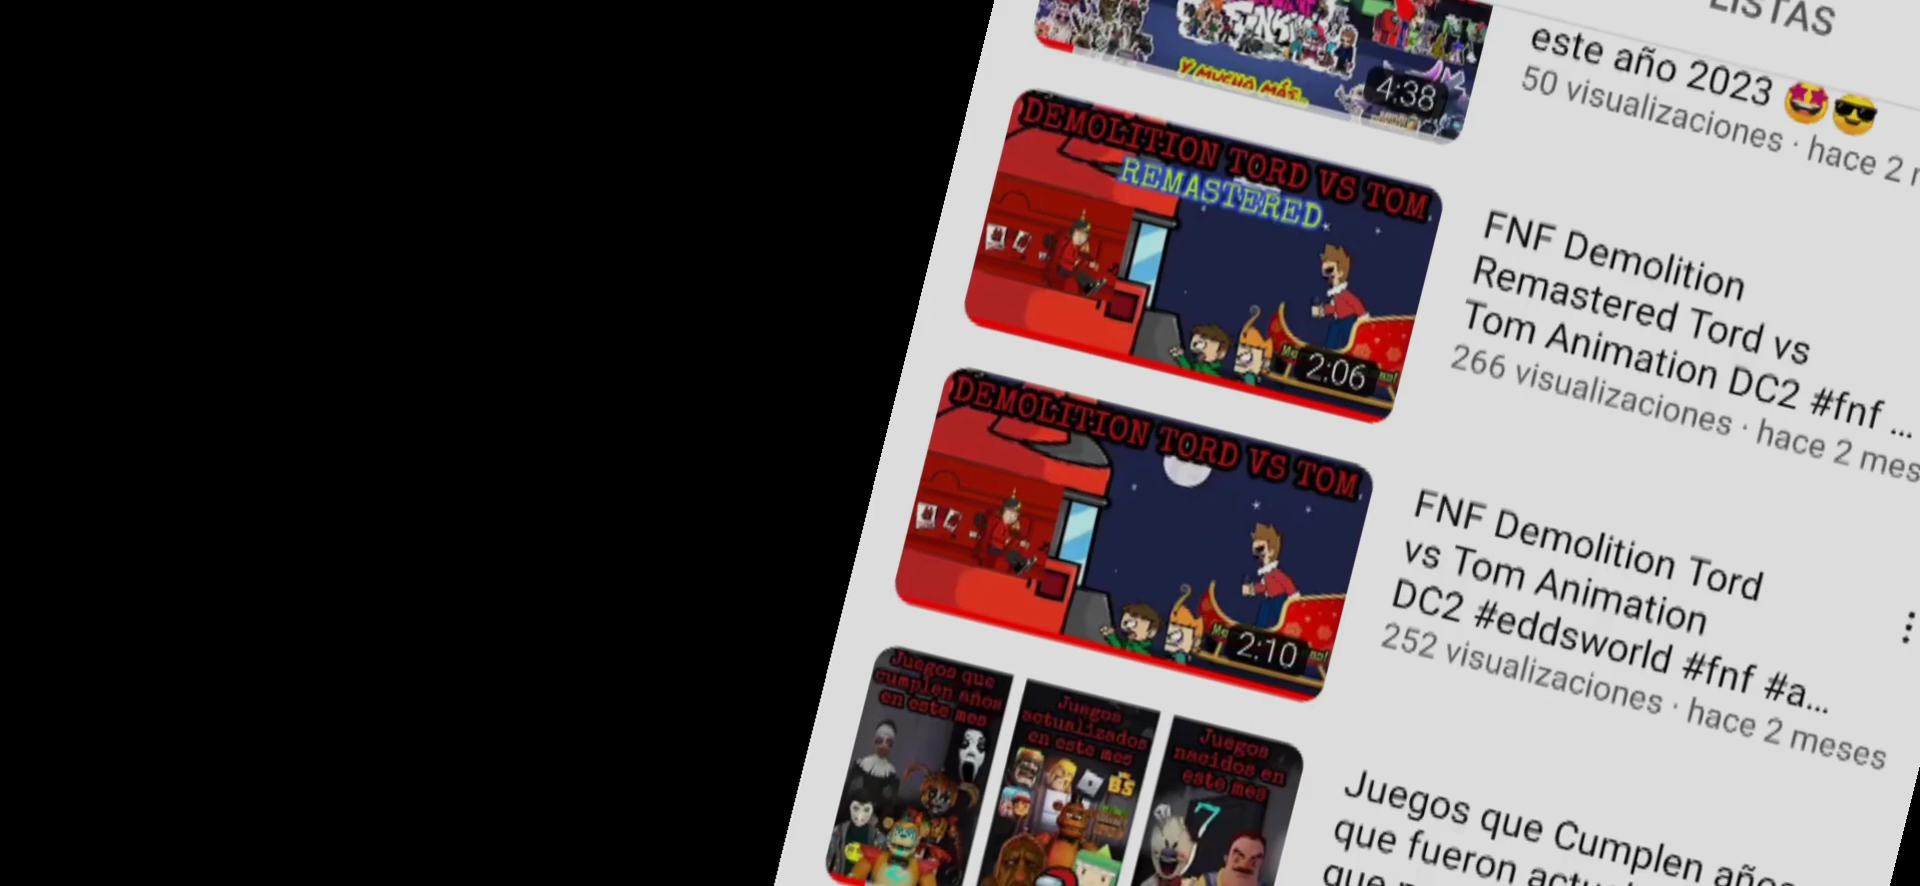 LISTAS
Y MUCHO MÁS..
4:38
este año 2023 🤩😎
50 visualizaciones · hace 2
DEMOLITION TORD VS TOM
REMASTERED
2:06
FNF Demolition
Remastered Tord vs
Tom Animation DC2 #fnf ...
266 visualizaciones · hace 2 mes
DEMOLITION TORD VS TOM
2:10
FNF Demolition Tord
vs Tom Animation
DC2 #eddsworld #fnf #a...
252 visualizaciones · hace 2 meses
Juegos que
cumplen años
en este mes
Juegos
actualizados
en este mes
BS
Juegos
nacidos en
este mes
7
Juegos que Cumplen años
que fueron
que